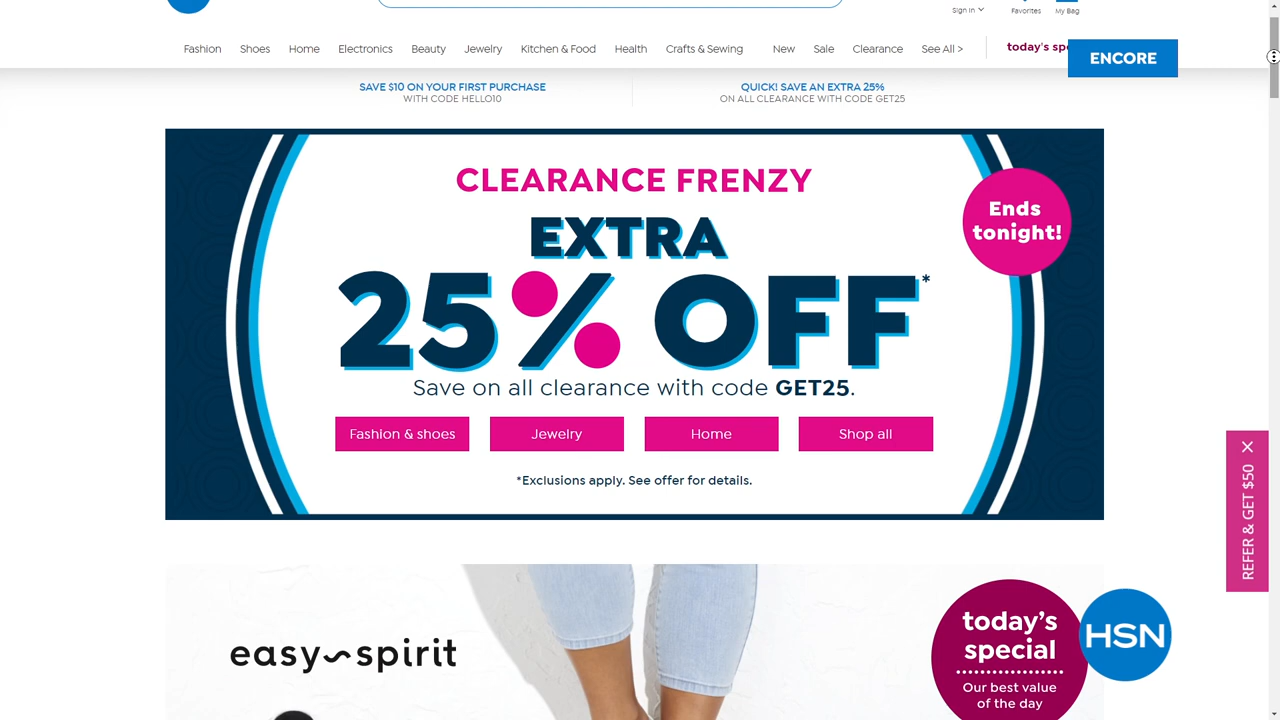 Sign In
Favorites
My Bag
Fashion
Shoes
Home
Electronics
Beauty
Jewelry
Kitchen & Food
Health
Crafts & Sewing
New
Sale
Clearance
See All >
today's
ENCORE
SAVE $10 ON YOUR FIRST PURCHASE
WITH CODE HELLO10
QUICK! SAVE AN EXTRA 25%
ON ALL CLEARANCE WITH CODE GET25
CLEARANCE FRENZY
EXTRA
25% OFF*
Ends
tonight!
Save on all clearance with code GET25.
Fashion & shoes
Jewelry
Home
Shop all
*Exclusions apply. See offer for details.
REFER & GET $50
easy~spirit
today's
special
Our best value
of the day
HSN